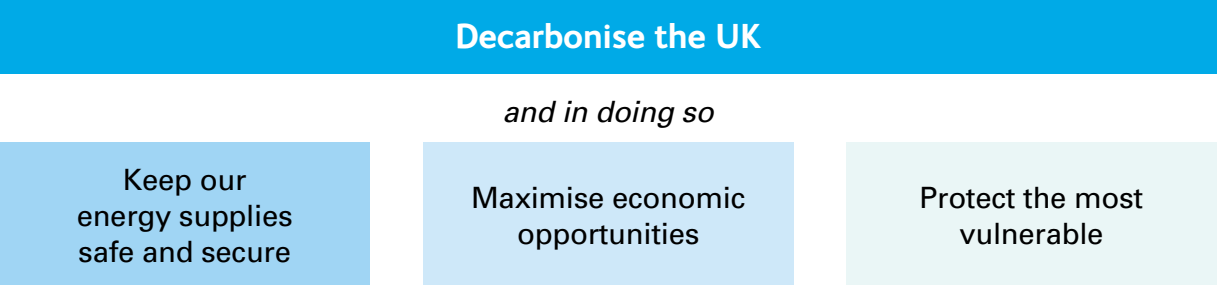 Decarbonise the UK
and in doing so
Keep our
energy supplies
safe and secure
Maximise economic
opportunities
Protect the most
vulnerable